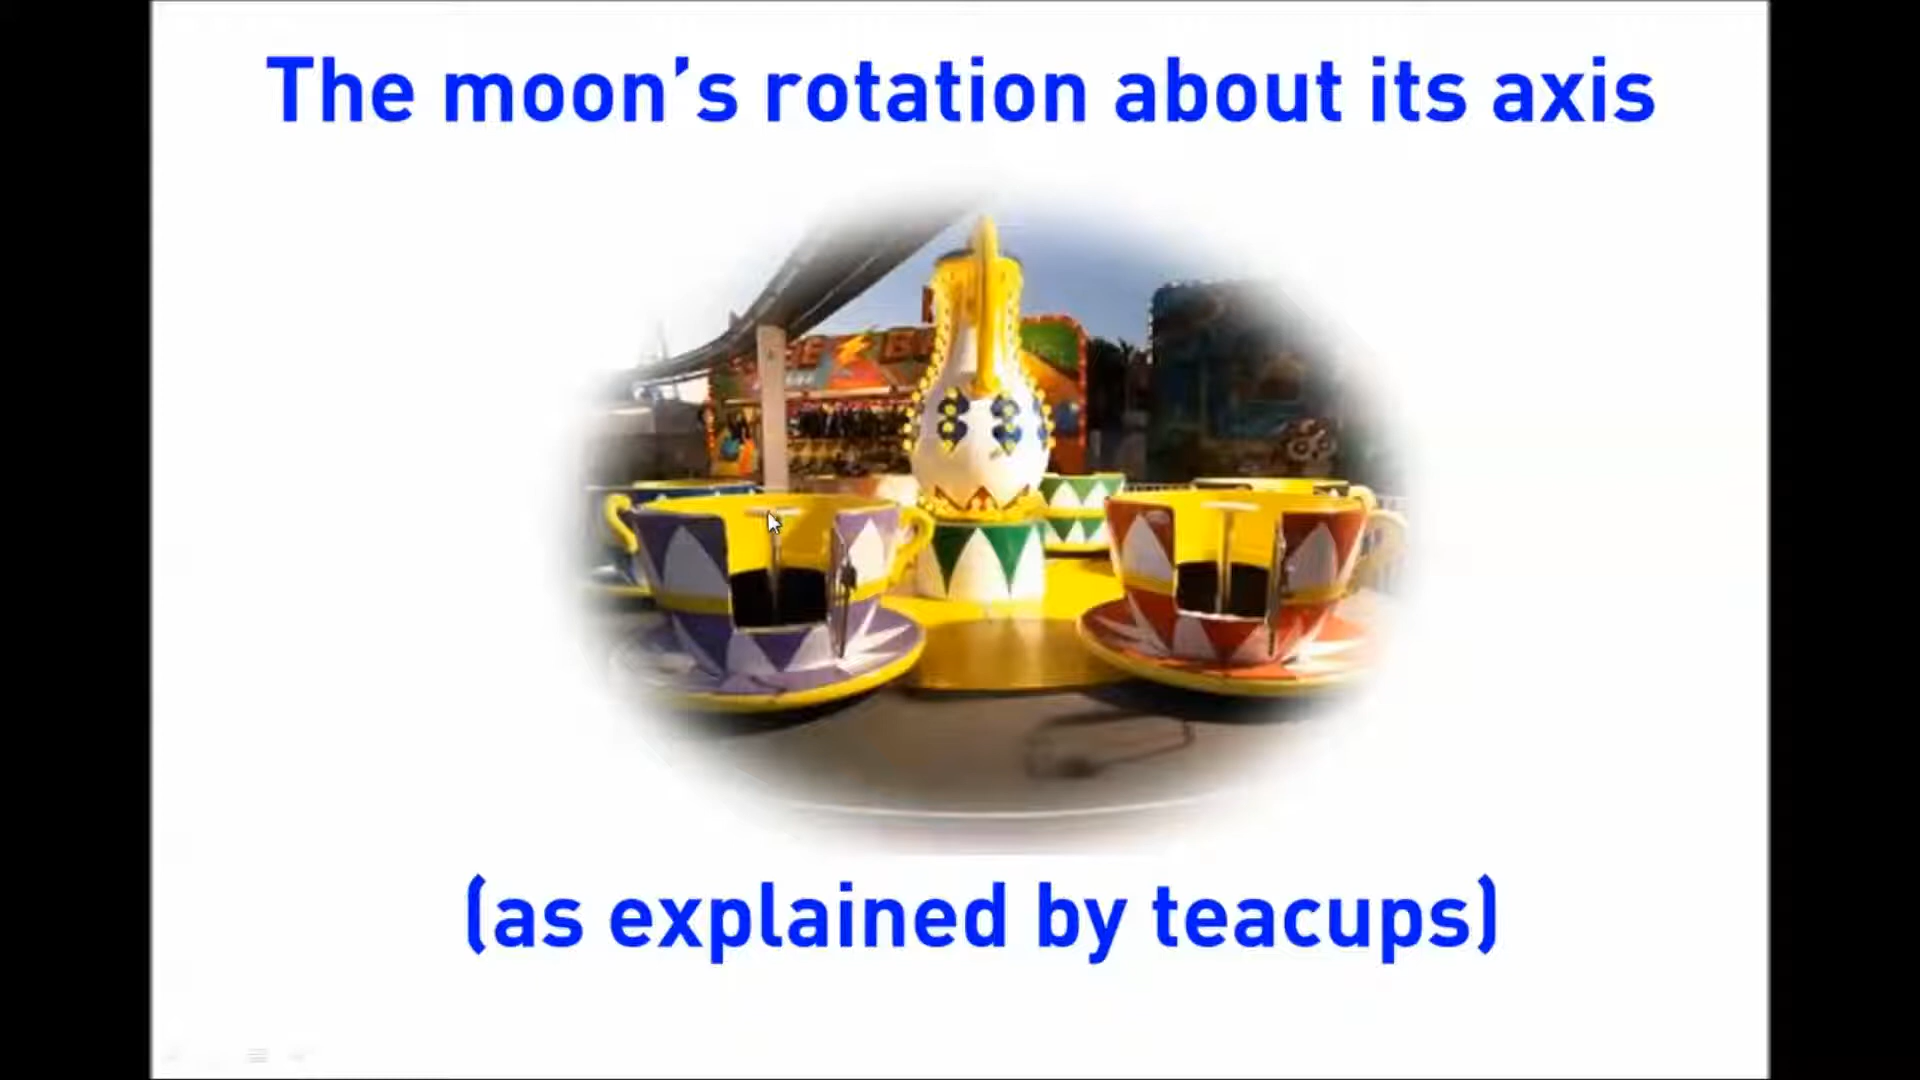 The moon’s rotation about its axis
(as explained by teacups)